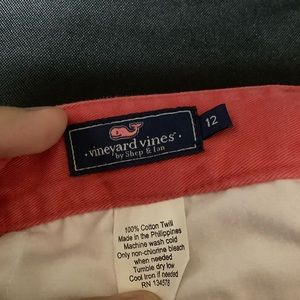 vineyard vines®
by Shep & Ian
12
100% Cotton Twill
Made in the Philippines
Machine wash cold
Only non-chlorine bleach
when needed
Tumble dry low
Cool Iron if needed
RN 134578